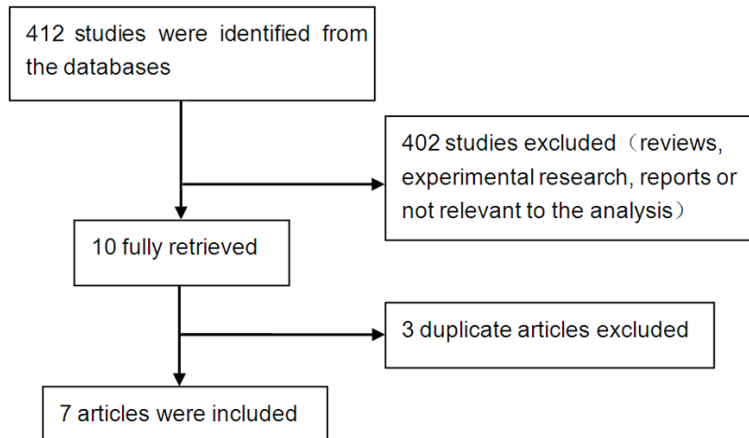 412 studies were identified from
the databases
402 studies excluded（reviews,
experimental research, reports or
not relevant to the analysis）
10 fully retrieved
3 duplicate articles excluded
7 articles were included